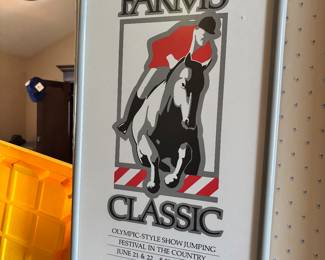 FARMS
CLASSIC
OLYMPIC-STYLE SHOW JUMPING
FESTIVAL IN THE COUNTRY
JUNE 21 & 22